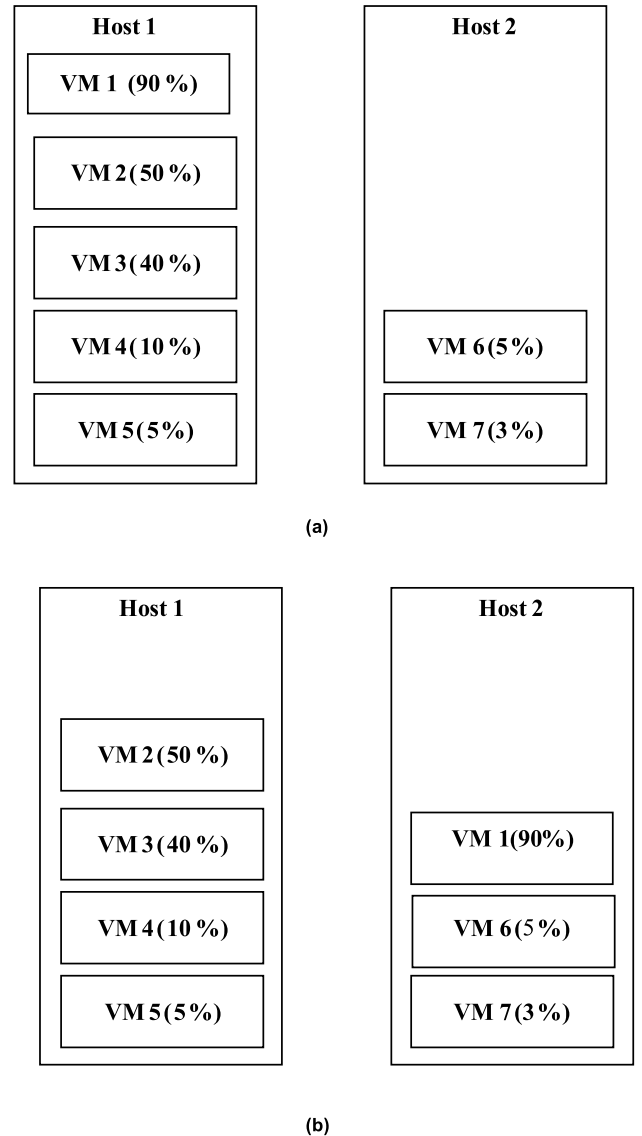 Host 1
VM 1 (90 %)
VM 2 (50 %)
VM 3 (40 %)
VM 4 (10 %)
VM 5 (5 %)
Host 2
VM 6 (5 %)
VM 7 (3 %)
(a)
Host 1
VM 2 (50 %)
VM 3 (40 %)
VM 4 (10 %)
VM 5 (5 %)
Host 2
VM 1(90%)
VM 6 (5 %)
VM 7 (3 %)
(b)